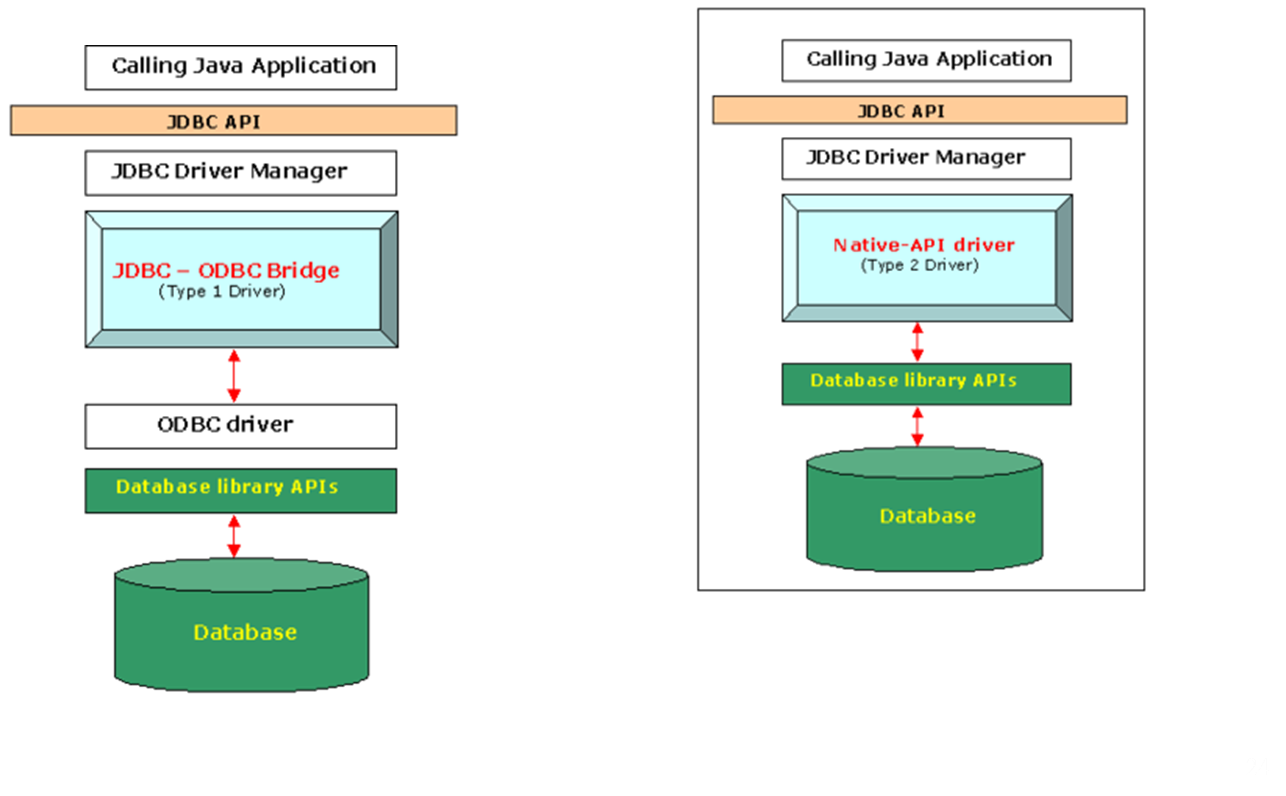 Calling Java Application
JDBC API
JDBC Driver Manager
JDBC – ODBC Bridge
(Type 1 Driver)
ODBC driver
Database library APIs
Database
Calling Java Application
JDBC API
JDBC Driver Manager
Native-API driver
(Type 2 Driver)
Database library APIs
Database